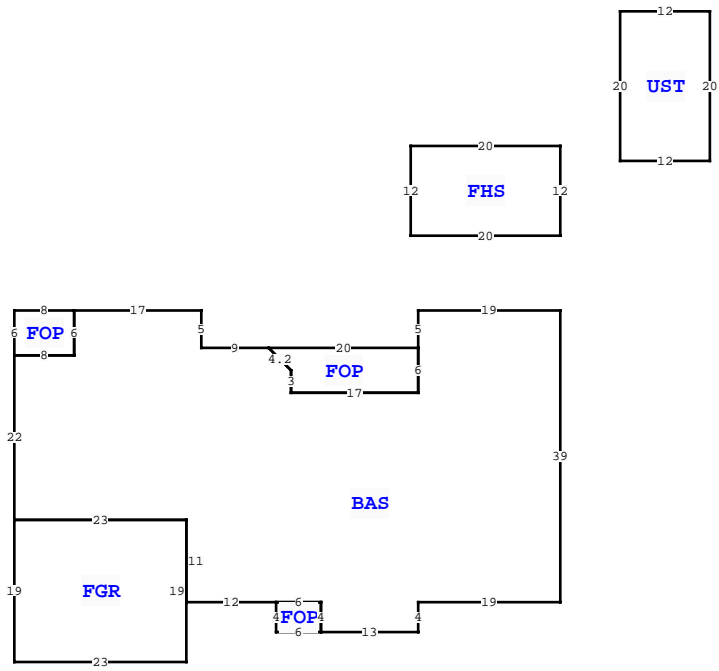 12
20 UST 20
12
20
12 FHS 12
20
8 17 19
6 FOP 6 5 5
8 9 20
4.2 FOP 6
3
17
22
39
BAS
23
11
19 FGR 19
12 6 19
4 FOP 4 4
6 13
23